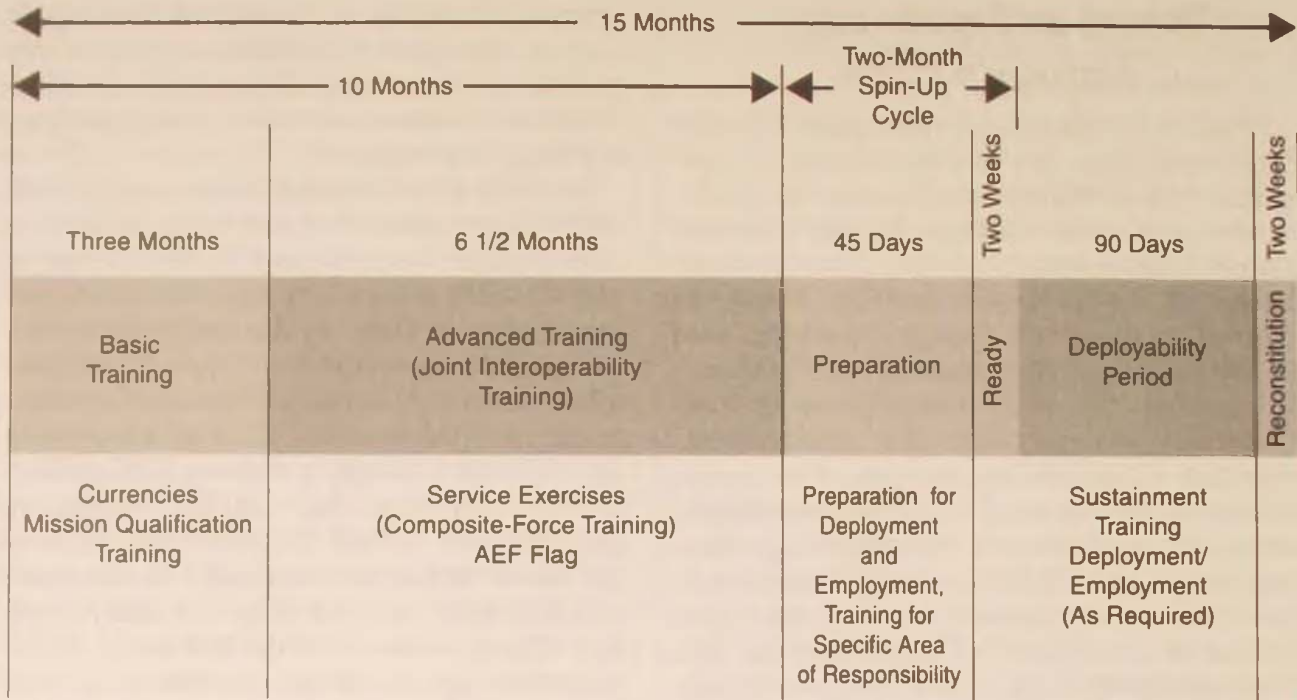 15 Months
10 Months
Two-Month
Spin-Up
Cycle
Three Months
6 1/2 Months
45 Days
Two Weeks
90 Days
Two Weeks
Basic
Training
Advanced Training
(Joint Interoperability
Training)
Preparation
Ready
Deployability
Period
Reconstitution
Currencies
Mission Qualification
Training
Service Exercises
(Composite-Force Training)
AEF Flag
Preparation for
Deployment
and
Employment,
Training for
Specific Area
of Responsibility
Sustainment
Training
Deployment/
Employment
(As Required)